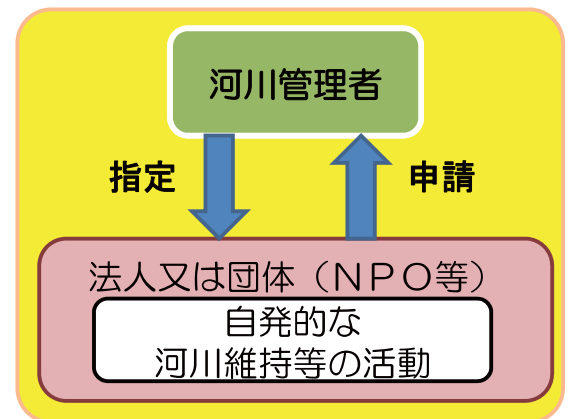 河川管理者
指定
申請
法人又は団体（ＮＰＯ等）
自発的な
河川維持等の活動